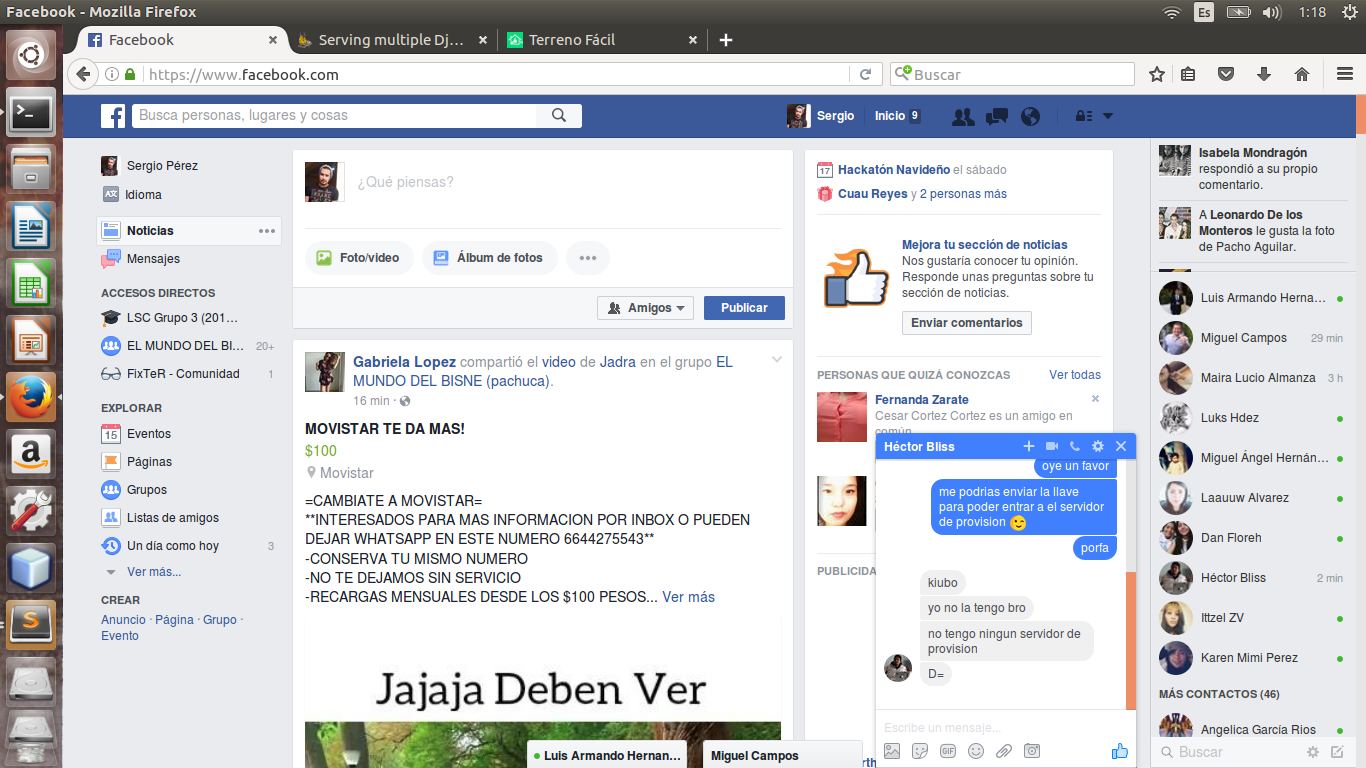 Facebook - Mozilla Firefox
Es
1:18
Facebook
Serving multiple Dj...
Terreno Fácil
https://www.facebook.com
Buscar
Busca personas, lugares y cosas
Sergio
Inicio 9
Sergio Pérez
Idioma
Noticias
Mensajes
ACCESOS DIRECTOS
LSC Grupo 3 (201...
EL MUNDO DEL BI... 20+
FixTeR - Comunidad 1
EXPLORAR
15 Eventos
Páginas
Grupos
Listas de amigos
Un día como hoy 3
Ver más...
CREAR
Anuncio · Página · Grupo ·
Evento
¿Qué piensas?
Foto/video
Álbum de fotos
Amigos
Publicar
Gabriela Lopez compartió el video de Jadra en el grupo EL
MUNDO DEL BISNE (pachuca).
16 min ·
MOVISTAR TE DA MAS!
$100
Movistar
=CAMBIATE A MOVISTAR=
**INTERESADOS PARA MAS INFORMACION POR INBOX O PUEDEN
DEJAR WHATSAPP EN ESTE NUMERO 6644275543**
-CONSERVA TU MISMO NUMERO
-NO TE DEJAMOS SIN SERVICIO
-RECARGAS MENSUALES DESDE LOS $100 PESOS... Ver más
Jajaja Deben Ver
17 Hackatón Navideño el sábado
Cuau Reyes y 2 personas más
Mejora tu sección de noticias
Nos gustaría conocer tu opinión.
Responde unas preguntas sobre tu
sección de noticias.
Enviar comentarios
PERSONAS QUE QUIZÁ CONOZCAS
Ver todas
Fernanda Zarate
Cesar Cortez Cortez es un amigo en
común
PUBLICIDA
Héctor Bliss
oye un favor
me podrias enviar la llave
para poder entrar a el servidor
de provision
porfa
kiubo
yo no la tengo bro
no tengo ningun servidor de
provision
D=
Escribe un mensaje...
GIF
Luis Armando Hernan...
Miguel Campos
Isabela Mondragón
respondió a su propio
comentario.
A Leonardo De los
Monteros le gusta la foto
de Pacho Aguilar.
Luis Armando Herna...
Miguel Campos 29 min
Maira Lucio Almanza 3 h
Luks Hdez
Miguel Ángel Hernán...
Laauuw Alvarez
Dan Floreh
Héctor Bliss 2 min
Ittzel ZV
Karen Mimi Perez
MÁS CONTACTOS (46)
Angelica García Rios
Buscar